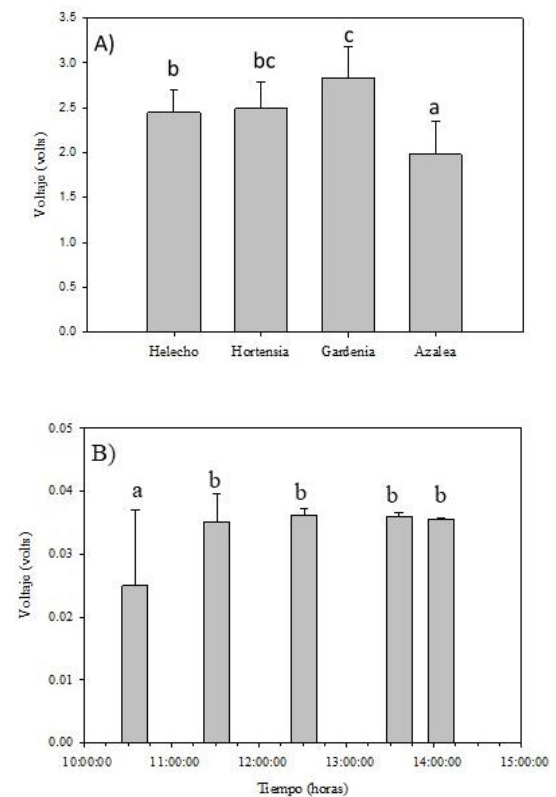 A)
c
b
bc
a
3.5
3.0
2.5
2.0
1.5
1.0
0.5
0.0
Voltaje (volts)
Helecho Hortensia Gardenia Azalea
B)
a
b
b
b
b
0.05
0.04
0.03
0.02
0.01
0.00
Voltaje (volts)
10:00:00 11:00:00 12:00:00 13:00:00 14:00:00 15:00:00
Tiempo (horas)